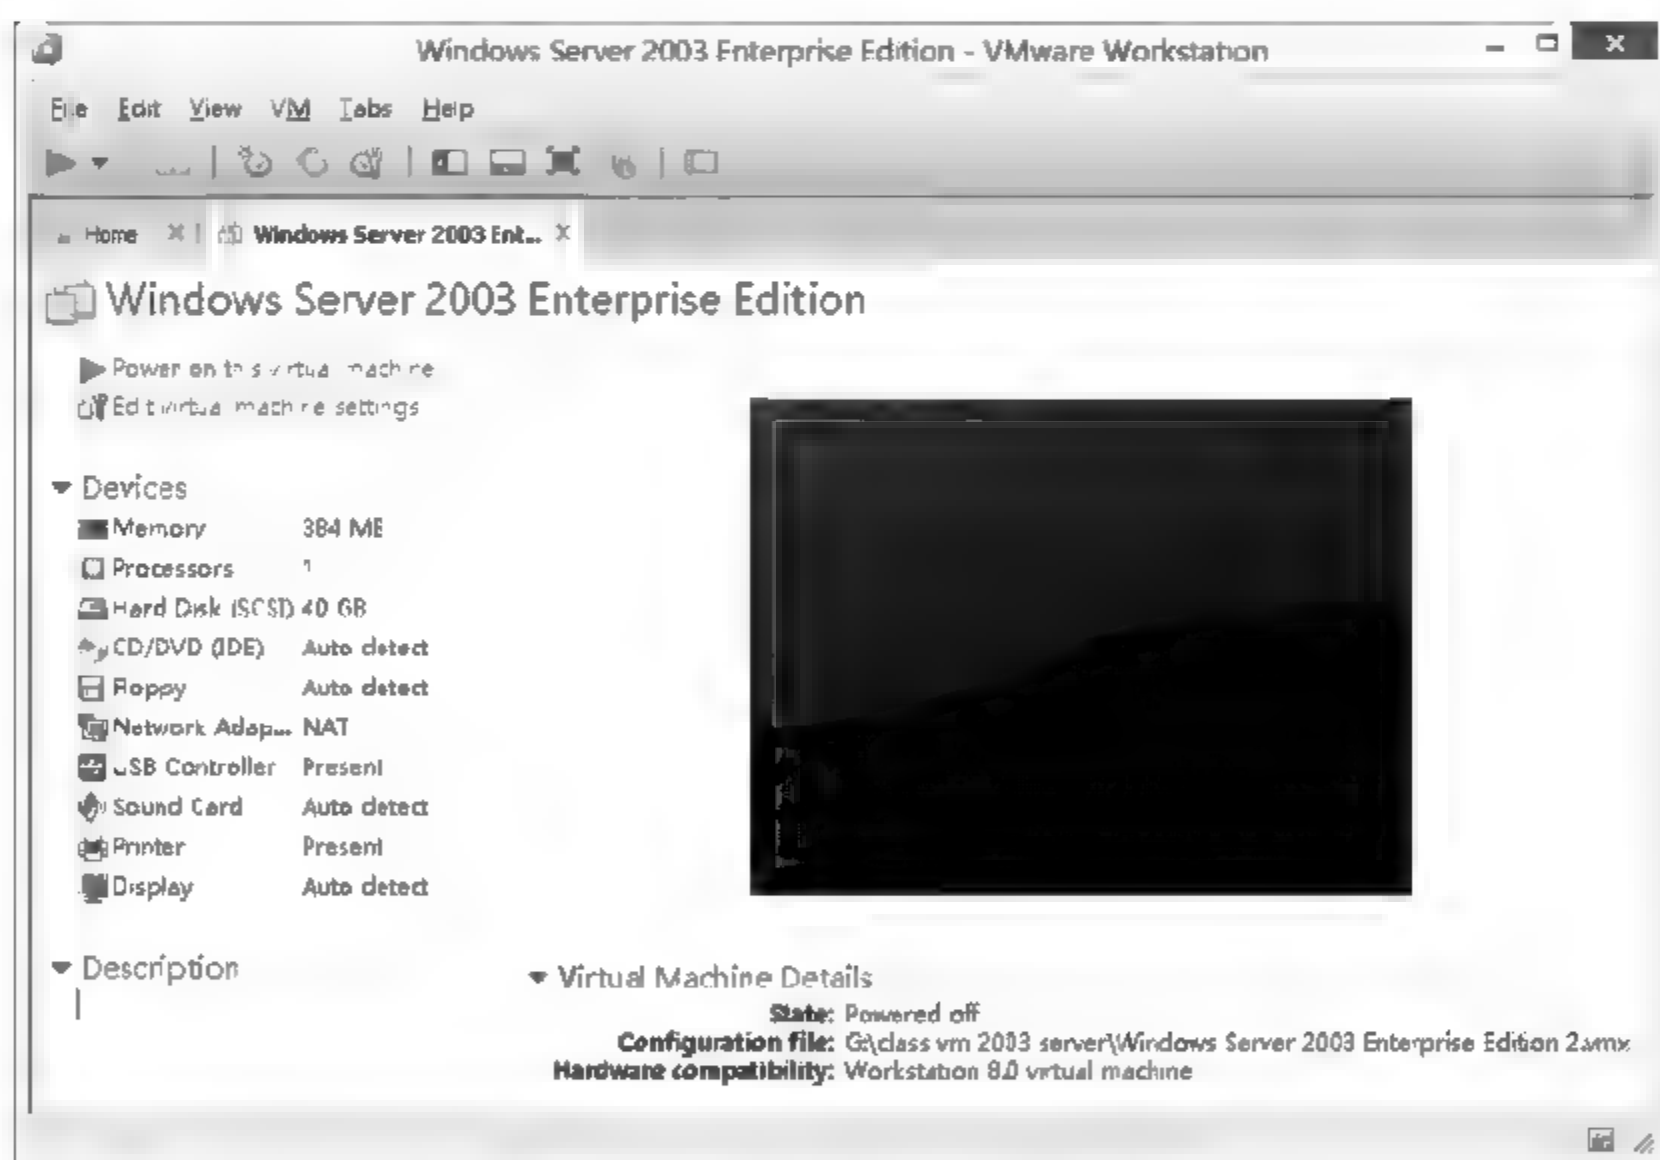 Windows Server 2003 Enterprise Edition - VMware Workstation
File Edit View VM Tabs Help
Home Windows Server 2003 Ent...
Windows Server 2003 Enterprise Edition
Power on this virtual machine
Edit virtual machine settings
Devices
Memory 384 MB
Processors 1
Hard Disk (SCSI) 40 GB
CD/DVD (IDE) Auto detect
Floppy Auto detect
Network Adap... NAT
USB Controller Present
Sound Card Auto detect
Printer Present
Display Auto detect
Description
Virtual Machine Details
State: Powered off
Configuration file: G:\class vm 2003 server\Windows Server 2003 Enterprise Edition 2.vmx
Hardware compatibility: Workstation 8.0 virtual machine